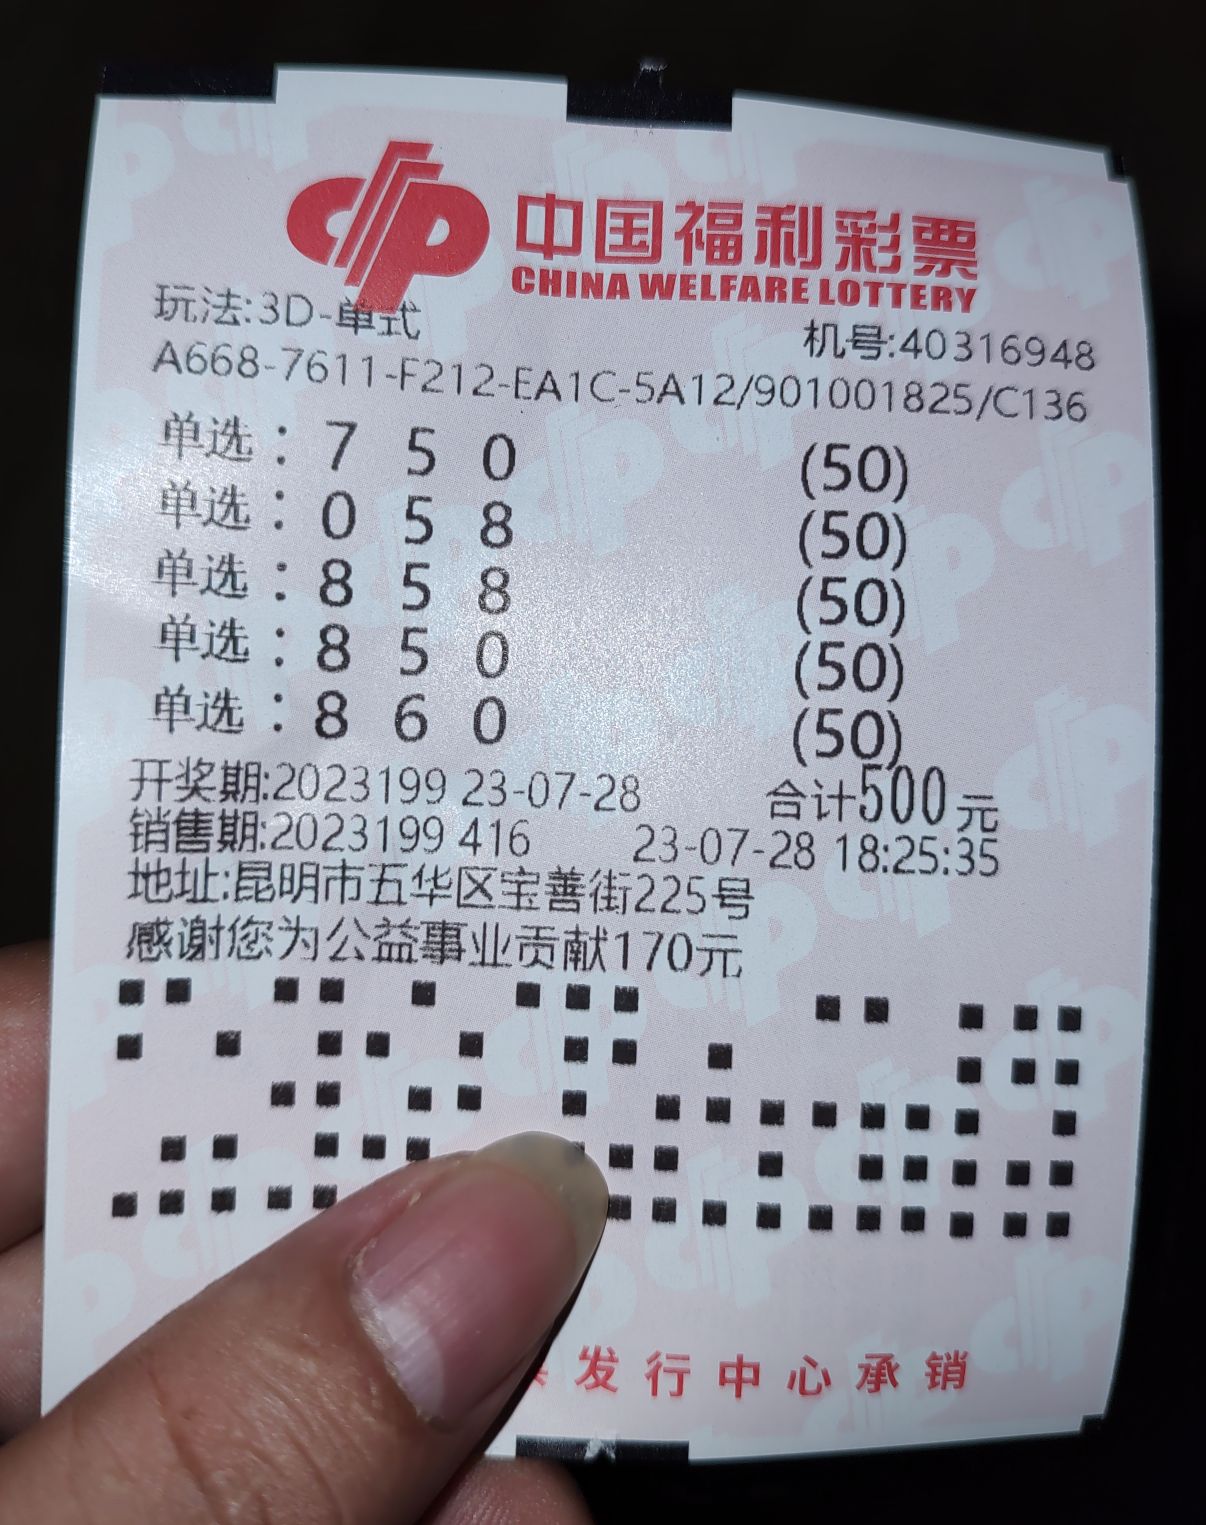 中国福利彩票
CHINA WELFARE LOTTERY
玩法:3D-单式
机号:40316948
A668-7611-F212-EA1C-5A12/901001825/C136
单选: 7 5 0 (50)
单选: 0 5 8 (50)
单选: 8 5 8 (50)
单选: 8 5 0 (50)
单选: 8 6 0 (50)
开奖期:2023199 23-07-28 合计500元
销售期:2023199 416 23-07-28 18:25:35
地址:昆明市五华区宝善街225号
感谢您为公益事业贡献170元
发行中心承销